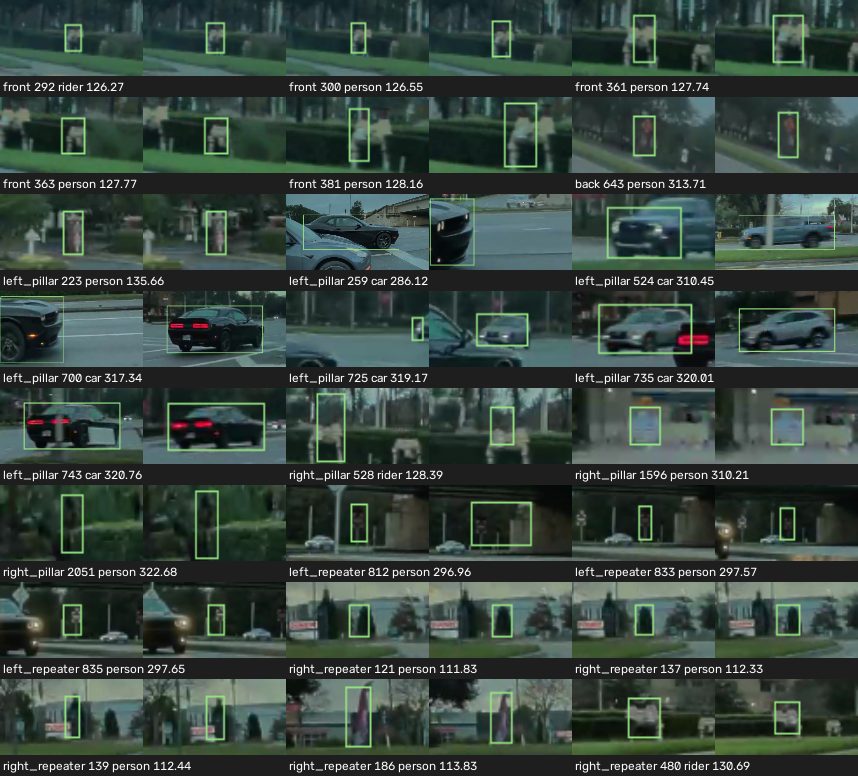 front 292 rider 126.27
front 300 person 126.55
front 361 person 127.74
front 363 person 127.77
front 381 person 128.16
back 643 person 313.71
left_pillar 223 person 135.66
left_pillar 259 car 286.12
left_pillar 524 car 310.45
left_pillar 700 car 317.34
left_pillar 725 car 319.17
left_pillar 735 car 320.01
left_pillar 743 car 320.76
right_pillar 528 rider 128.39
right_pillar 1596 person 310.21
right_pillar 2051 person 322.68
left_repeater 812 person 296.96
left_repeater 833 person 297.57
left_repeater 835 person 297.65
right_repeater 121 person 111.83
right_repeater 137 person 112.33
right_repeater 139 person 112.44
right_repeater 186 person 113.83
right_repeater 480 rider 130.69